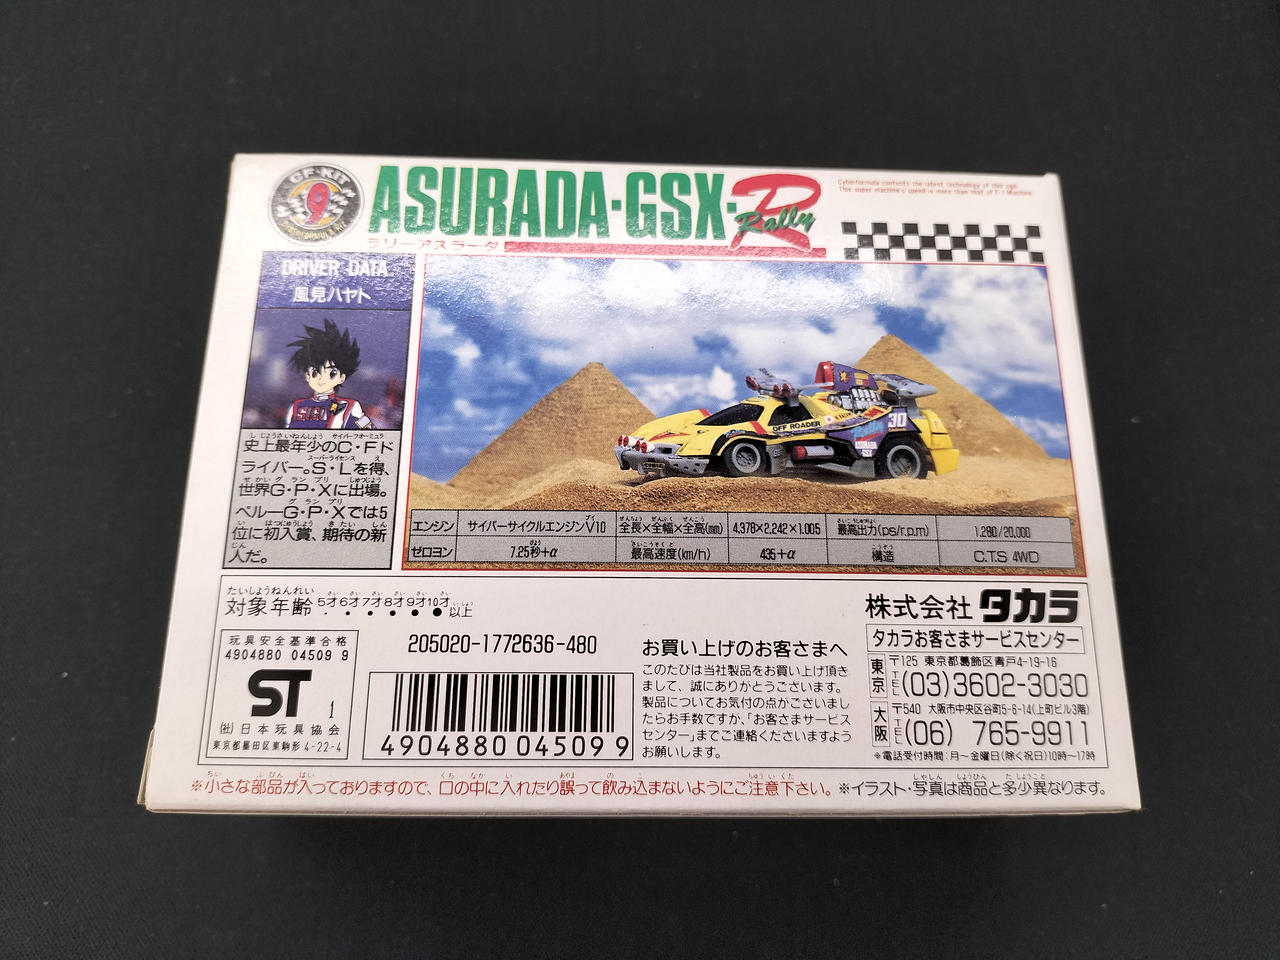 CF·KIT
9
ASURADA·GSX·R
Rally
ラリーアスラーダ
Cyberformula contents the latest technology of this age.
This super machine's speed is more than that of F-1 Machine.
DRIVER DATA
風見ハヤト
史上最年少のC·Fド
ライバー。S·Lを得、
世界G·P·Xに出場。
ペルーG·P·Xでは5
位に初入賞、期待の新
人だ。
OFF ROADER
30
エンジン サイバーサイクルエンジンV10 全長×全幅×全高(mm) 4,378×2,242×1,005 最高出力(ps/r.p.m) 1,280/20,000
ゼロヨン 7.25秒+α 最高速度(km/h) 435+α 構造 C.T.S 4WD
対象年齢 5才 6才 7才 8才 9才 10才以上
玩具安全基準合格
4904880 04509 9
ST 1
(社)日本玩具協会
東京都墨田区東駒形4-22-4
205020-1772636-480
4904880045099
お買い上げのお客さまへ
このたびは当社製品をお買い上げ頂き
まして、誠にありがとうございます。
製品についてお気付の点がございまし
たらお手数ですが、「お客さまサービス
センター」までご連絡くださいますよう
お願いします。
株式会社 タカラ
タカラお客さまサービスセンター
東京 〒125 東京都葛飾区青戸4-19-16
TEL (03)3602-3030
大阪 〒540 大阪市中央区谷町5-6-14(上町ビル3階)
TEL (06) 765-9911
※電話受付時間:月〜金曜日(除く祝日)10時〜17時
※小さな部品が入っておりますので、口の中に入れたり誤って飲み込まないようにご注意下さい。※イラスト・写真は商品と多少異なります。